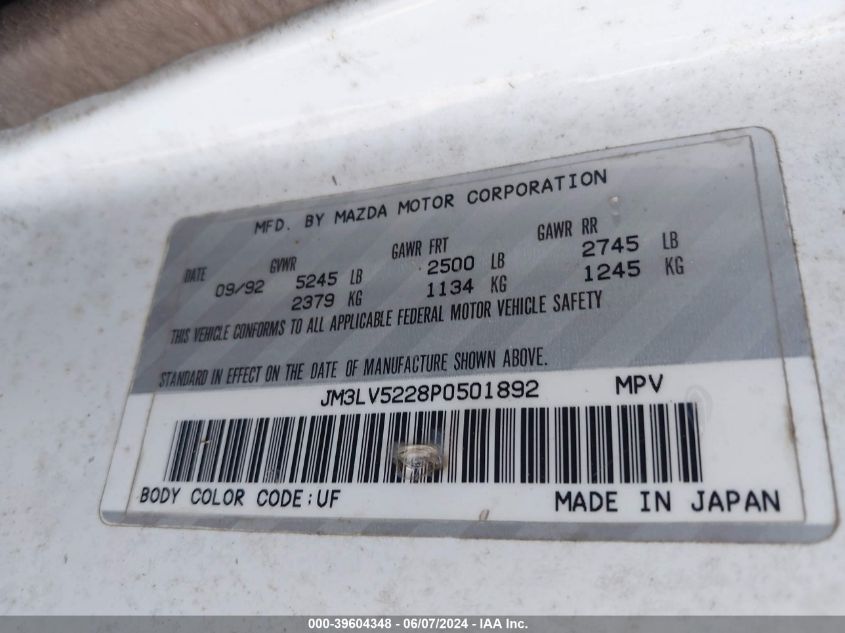 MFD. BY MAZDA MOTOR CORPORATION
DATE GVWR GAWR FRT GAWR RR
09/92 5245 LB 2500 LB 2745 LB
2379 KG 1134 KG 1245 KG
THIS VEHICLE CONFORMS TO ALL APPLICABLE FEDERAL MOTOR VEHICLE SAFETY
STANDARD IN EFFECT ON THE DATE OF MANUFACTURE SHOWN ABOVE.
JM3LV5228P0501892 MPV
BODY COLOR CODE:UF MADE IN JAPAN
000-39604348 - 06/07/2024 - IAA Inc.